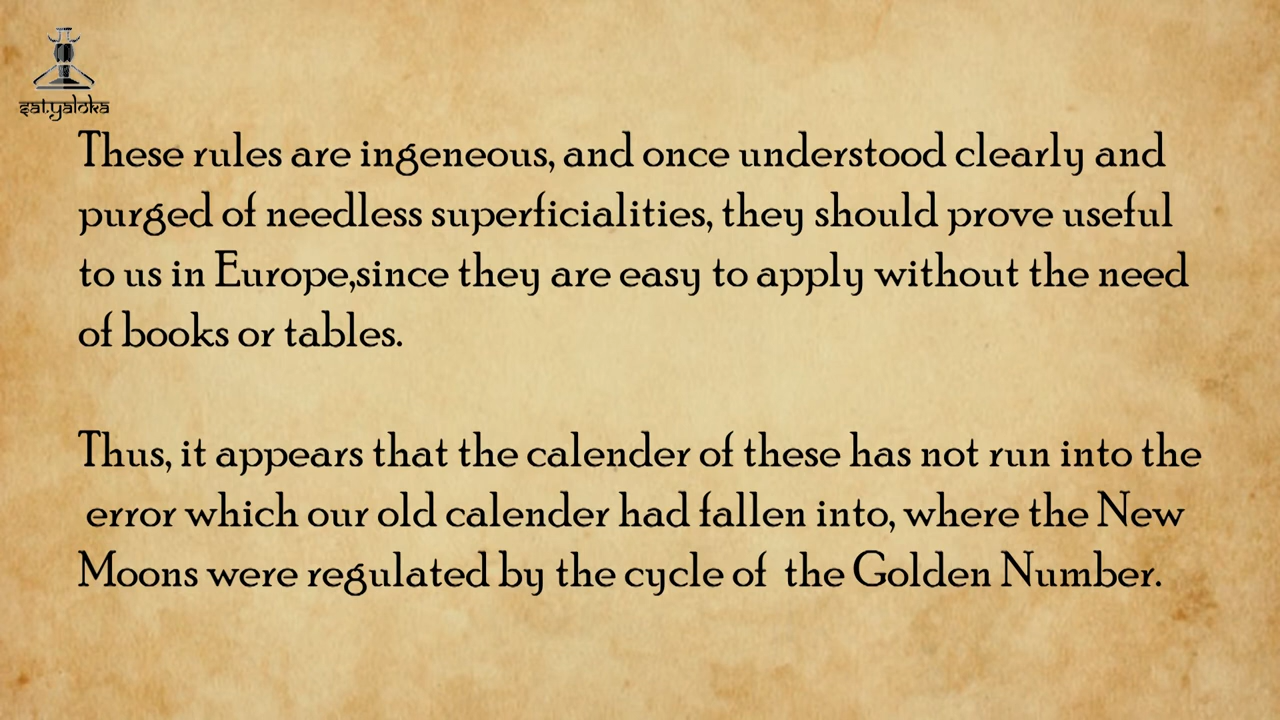 satyaloka
These rules are ingeneous, and once understood clearly and
purged of needless superficialities, they should prove useful
to us in Europe,since they are easy to apply without the need
of books or tables.
Thus, it appears that the calender of these has not run into the
error which our old calender had fallen into, where the New
Moons were regulated by the cycle of the Golden Number.